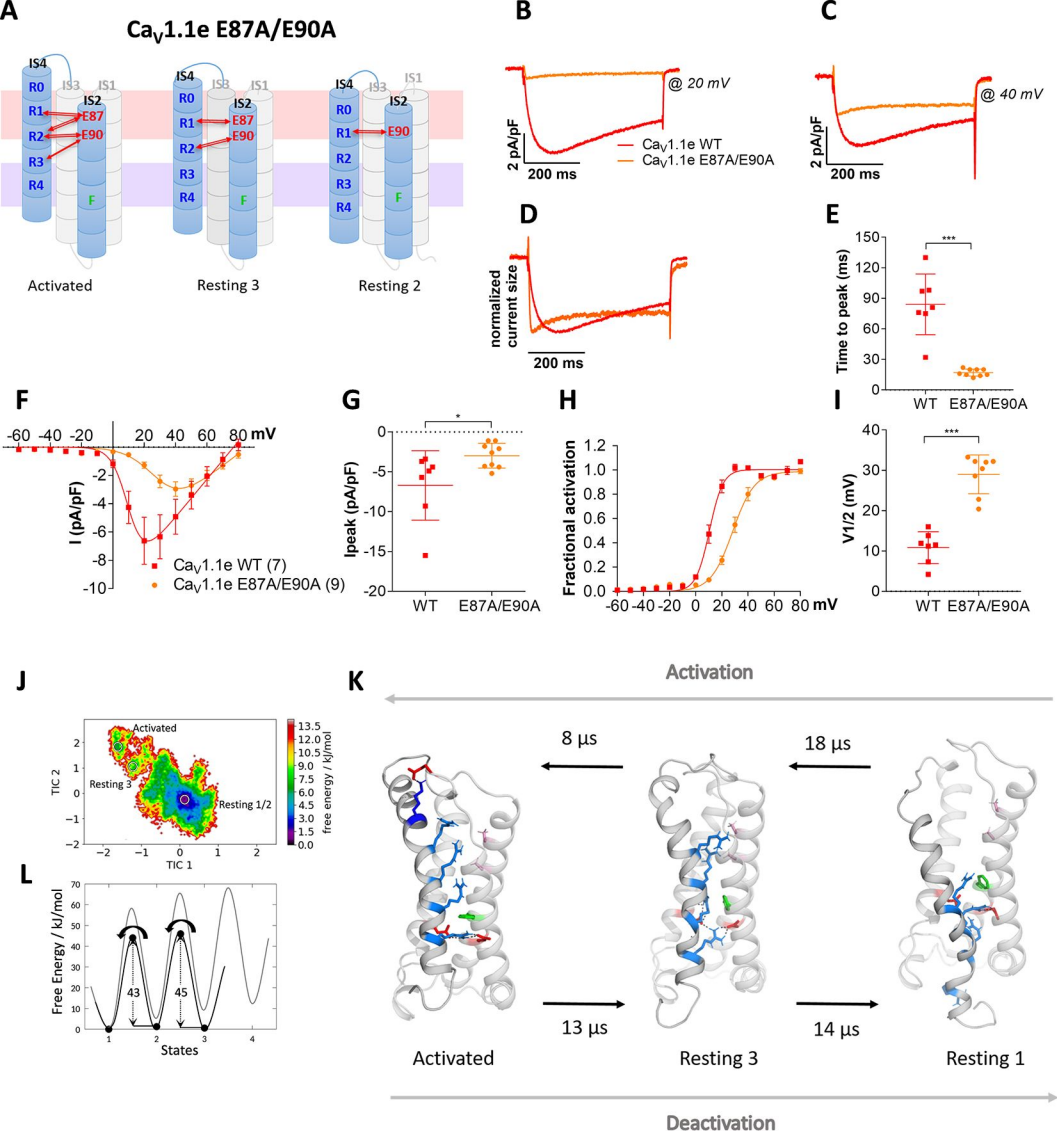 A
CaV1.1e E87A/E90A
IS4
IS3
IS1
IS2
R0
R1
R2
R3
R4
E87
E90
F
Activated
IS4
IS3
IS1
IS2
R0
R1
R2
R3
R4
E87
E90
F
Resting 3
IS4
IS3
IS1
IS2
R0
R1
R2
R3
R4
E90
F
Resting 2
B
@ 20 mV
2 pA/pF
200 ms
CaV1.1e WT
CaV1.1e E87A/E90A
C
@ 40 mV
2 pA/pF
200 ms
D
normalized
current size
200 ms
E
Time to peak (ms)
150
120
90
60
30
0
***
WT E87A/E90A
F
-60 -40 -20 20 40 60 80 mV
-2
-4
-6
-8
-10
I (pA/pF)
CaV1.1e WT (7)
CaV1.1e E87A/E90A (9)
G
*
Ipeak (pA/pF)
0
-5
-10
-15
-20
WT E87A/E90A
H
Fractional activation
1.2
1.0
0.8
0.6
0.4
0.2
0.0
-60 -40 -20 0 20 40 60 80 mV
I
***
V1/2 (mV)
40
30
20
10
0
WT E87A/E90A
J
Activated
Resting 3
Resting 1/2
TIC 2
2
1
0
−1
−2
−2 −1 0 1 2
TIC 1
13.5
12.0
10.5
9.0
7.5
6.0
4.5
3.0
1.5
0.0
free energy / kJ/mol
K
Activation
8 µs
18 µs
13 µs
14 µs
Activated
Resting 3
Resting 1
Deactivation
L
Free Energy / kJ/mol
70
60
50
40
30
20
10
0
43
45
1 2 3 4
States